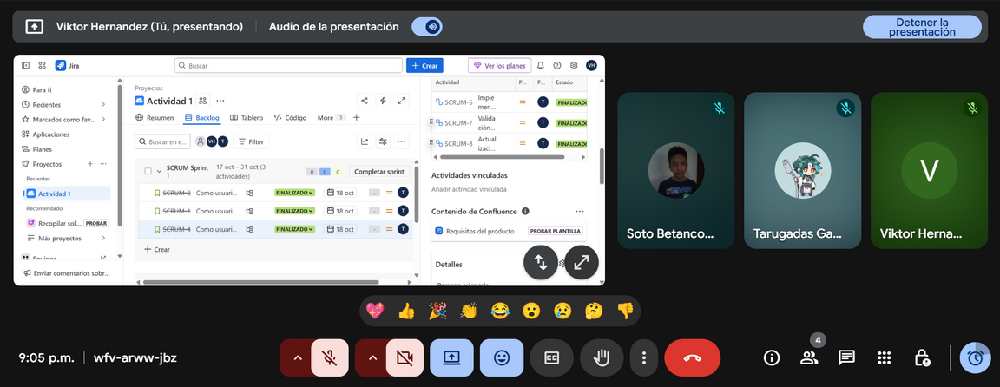 Viktor Hernandez (Tú, presentando)
Audio de la presentación
Detener la
presentación
Jira
Buscar
Crear
Ver los planes
VH
Para ti
Recientes
Marcados como fav...
Aplicaciones
Planes
Proyectos
Recientes
Actividad 1
Recomendado
Recopilar sol... PROBAR
Más proyectos
Equipos
Enviar comentarios sobr...
Proyectos
Actividad 1
Resumen Backlog Tablero Código More 3
Buscar en e... VH T Filter
SCRUM Sprint
1
17 oct – 31 oct (3
actividades)
0 0 0 Completar sprint
SCRUM-2 Como usuari... FINALIZADO 18 oct - T
SCRUM-1 Como usuari... FINALIZADO 18 oct - T
SCRUM-4 Como usuari... FINALIZADO 18 oct - T
Crear
Actividad P... P... Estado
SCRUM-6 Imple
men... T FINALIZADO
SCRUM-7 Valida
ción... T FINALIZADO
SCRUM-8 Actual
izaci... T FINALIZADO
Actividades vinculadas
Añadir actividad vinculada
Contenido de Confluence
Requisitos del producto PROBAR PLANTILLA
Detalles
Persona asignada
Soto Betanco...
Tarugadas Ga...
V
Viktor Herna...
9:05 p.m. | wfv-arww-jbz
4